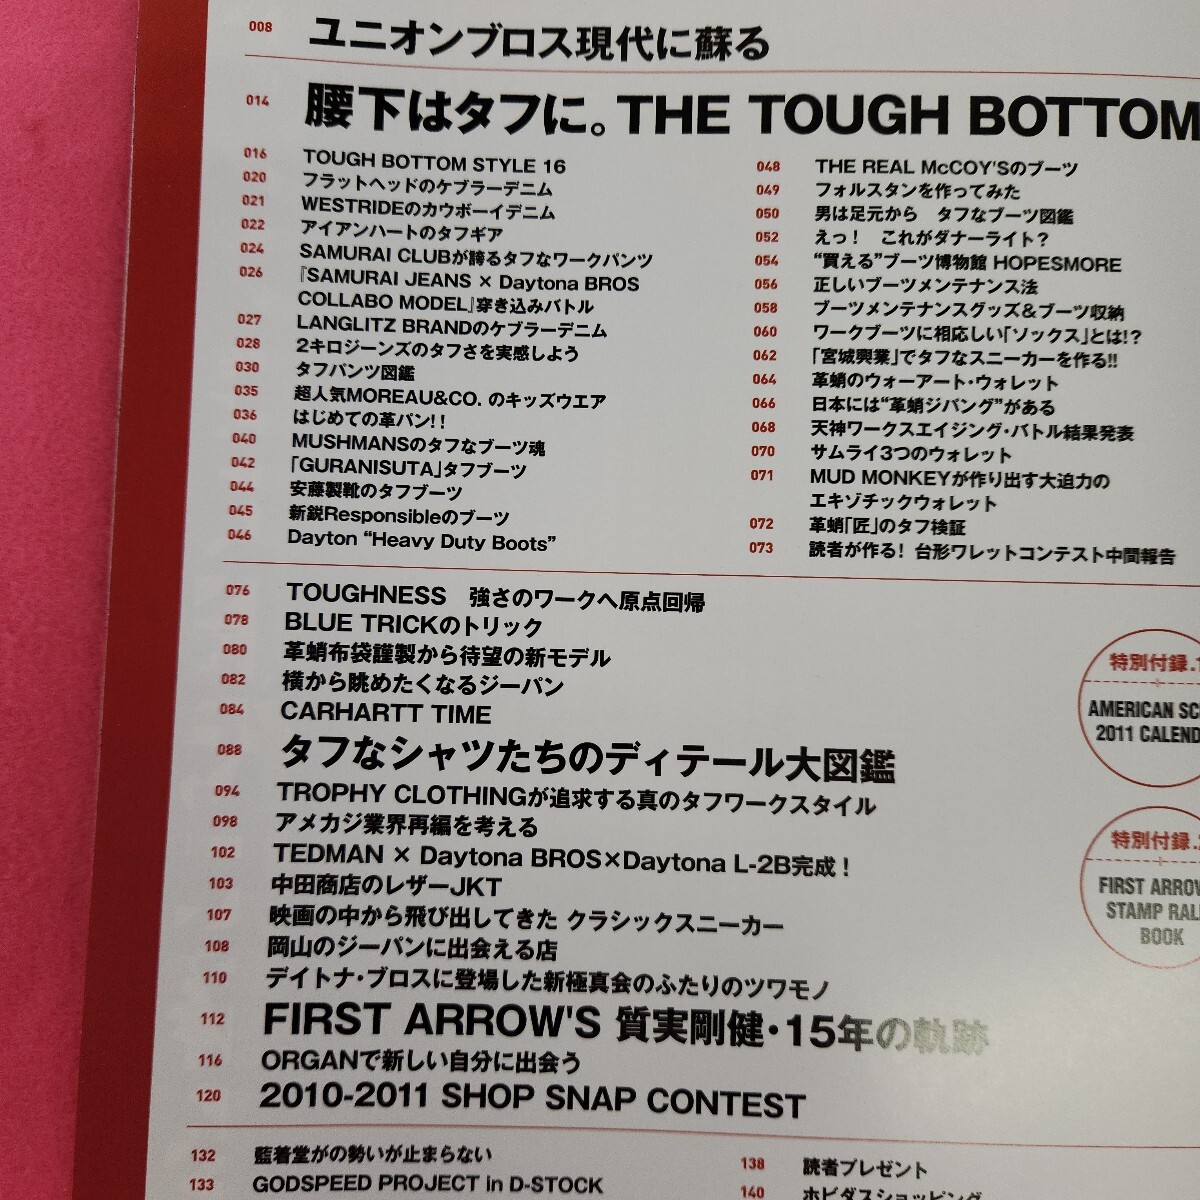 008 ユニオンブロス現代に蘇る
014 腰下はタフに。THE TOUGH BOTTOM
016 TOUGH BOTTOM STYLE 16
020 フラットヘッドのケブラーデニム
021 WESTRIDEのカウボーイデニム
022 アイアンハートのタフギア
024 SAMURAI CLUBが誇るタフなワークパンツ
026 『SAMURAI JEANS × Daytona BROS
COLLABO MODEL』穿き込みバトル
027 LANGLITZ BRANDのケブラーデニム
028 2キロジーンズのタフさを実感しよう
030 タフパンツ図鑑
035 超人気MOREAU&CO. のキッズウエア
036 はじめての革パン!!
040 MUSHMANSのタフなブーツ魂
042 「GURANISUTA」タフブーツ
044 安藤製靴のタフブーツ
045 新鋭Responsibleのブーツ
046 Dayton “Heavy Duty Boots”
048 THE REAL McCOY'Sのブーツ
049 フォルスタンを作ってみた
050 男は足元から タフなブーツ図鑑
052 えっ! これがダナーライト?
054 “買える”ブーツ博物館 HOPESMORE
056 正しいブーツメンテナンス法
058 ブーツメンテナンスグッズ&ブーツ収納
060 ワークブーツに相応しい「ソックス」とは!?
062 「宮城興業」でタフなスニーカーを作る!!
064 革蛸のウォーアート・ウォレット
066 日本には“革蛸ジパング”がある
068 天神ワークスエイジング・バトル結果発表
070 サムライ3つのウォレット
071 MUD MONKEYが作り出す大迫力の
エキゾチックウォレット
072 革蛸「匠」のタフ検証
073 読者が作る! 台形ワレットコンテスト中間報告
076 TOUGHNESS 強さのワークへ原点回帰
078 BLUE TRICKのトリック
080 革蛸布袋謹製から待望の新モデル
082 横から眺めたくなるジーパン
084 CARHARTT TIME
088 タフなシャツたちのディテール大図鑑
094 TROPHY CLOTHINGが追求する真のタフワークスタイル
098 アメカジ業界再編を考える
102 TEDMAN × Daytona BROS×Daytona L-2B完成!
103 中田商店のレザーJKT
107 映画の中から飛び出してきた クラシックスニーカー
108 岡山のジーパンに出会える店
110 デイトナ・ブロスに登場した新極真会のふたりのツワモノ
112 FIRST ARROW'S 質実剛健・15年の軌跡
116 ORGANで新しい自分に出会う
120 2010-2011 SHOP SNAP CONTEST
特別付録.1
AMERICAN SC
2011 CALEND
特別付録.2
FIRST ARROW
STAMP RAL
BOOK
132 藍着堂がの勢いが止まらない
133 GODSPEED PROJECT in D-STOCK
138 読者プレゼント
140 ホビダスショッピング